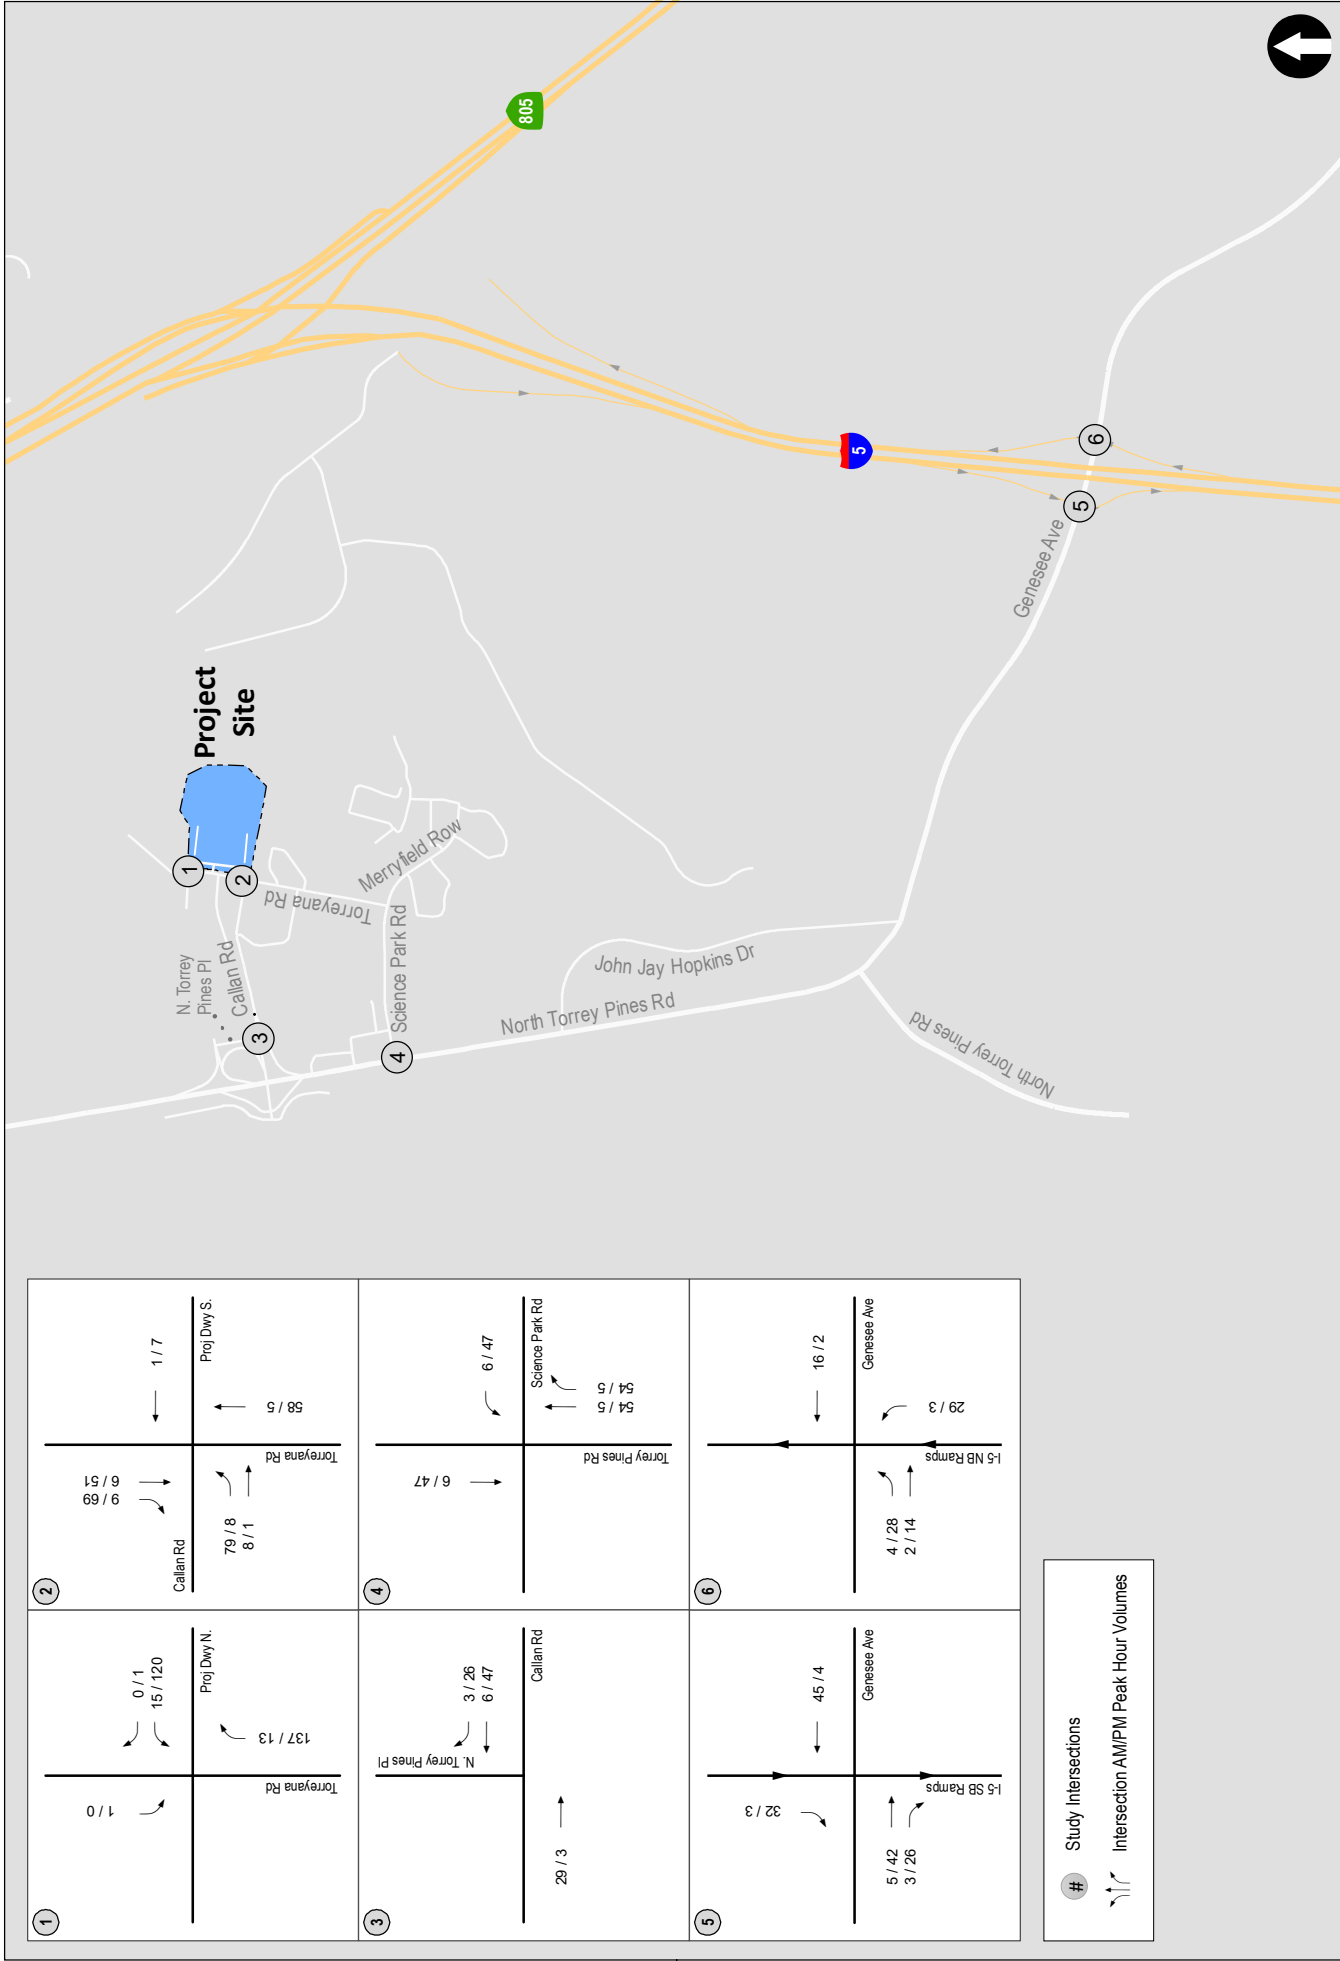 1
0 / 1
15 / 120
1 / 0
Proj Dwy N.
137 / 13
Torreyana Rd
2
1 / 7
6 / 51
9 / 69
Callan Rd
Proj Dwy S.
79 / 8
8 / 1
58 / 5
Torreyana Rd
3
3 / 26
6 / 47
N. Torrey Pines Pl
Callan Rd
29 / 3
4
6 / 47
6 / 47
Science Park Rd
54 / 5
54 / 5
Torrey Pines Rd
5
45 / 4
32 / 3
Genesee Ave
5 / 42
3 / 26
I-5 SB Ramps
6
16 / 2
Genesee Ave
4 / 28
2 / 14
29 / 3
I-5 NB Ramps
# Study Intersections
Intersection AM/PM Peak Hour Volumes
N. Torrey
Pines Pl
Callan Rd
3
1
2
Project
Site
Torreyana Rd
Merryfield Row
Science Park Rd
4
North Torrey Pines Rd
John Jay Hopkins Dr
North Torrey Pines Rd
Genesee Ave
5
6
5
805